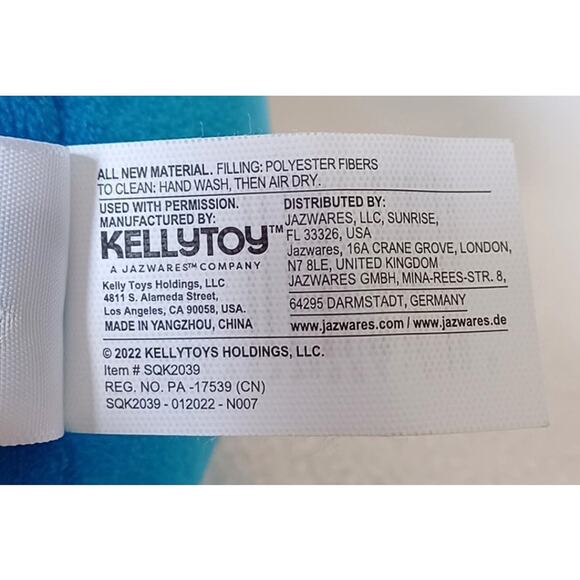 ALL NEW MATERIAL. FILLING: POLYESTER FIBERS
TO CLEAN: HAND WASH, THEN AIR DRY.
USED WITH PERMISSION.
MANUFACTURED BY:
KELLYTOY™
A JAZWARES™ COMPANY
Kelly Toys Holdings, LLC
4811 S. Alameda Street,
Los Angeles, CA 90058, USA.
MADE IN YANGZHOU, CHINA
DISTRIBUTED BY:
JAZWARES, LLC, SUNRISE,
FL 33326, USA
Jazwares, 16A CRANE GROVE, LONDON,
N7 8LE, UNITED KINGDOM
JAZWARES GMBH, MINA-REES-STR. 8,
64295 DARMSTADT, GERMANY
www.jazwares.com / www.jazwares.de
© 2022 KELLYTOYS HOLDINGS, LLC.
Item # SQK2039
REG. NO. PA -17539 (CN)
SQK2039 - 012022 - N007